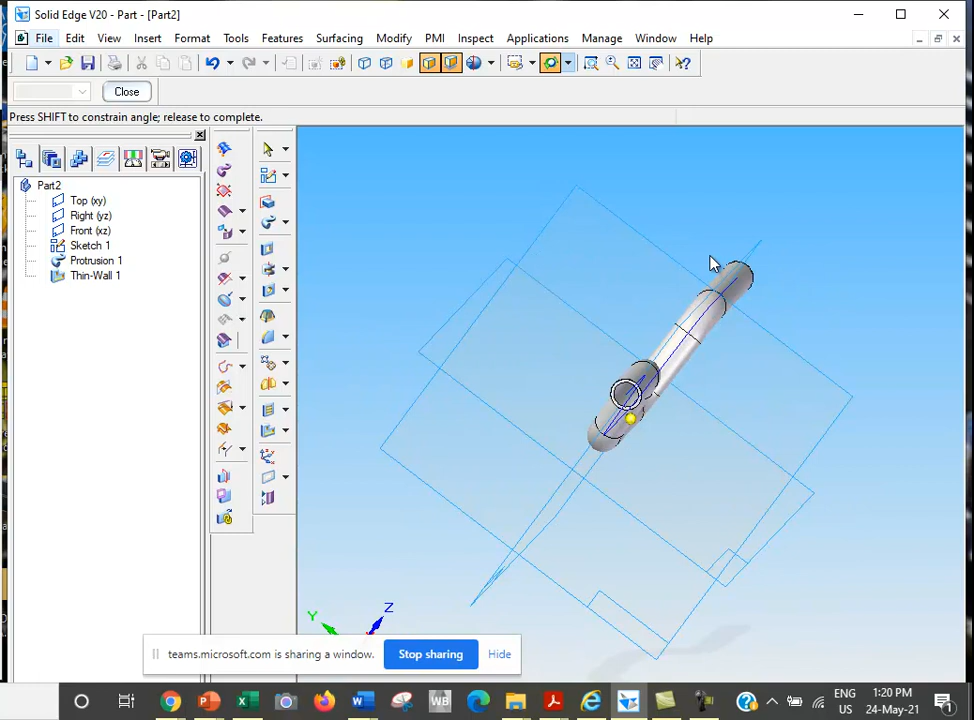 Solid Edge V20 - Part - [Part2]
File Edit View Insert Format Tools Features Surfacing Modify PMI Inspect Applications Manage Window Help
Close
Press SHIFT to constrain angle; release to complete.
Part2
Top (xy)
Right (yz)
Front (xz)
Sketch 1
Protrusion 1
Thin-Wall 1
Y
Z
teams.microsoft.com is sharing a window.
Stop sharing
Hide
WB
ENG
US
1:20 PM
24-May-21
1